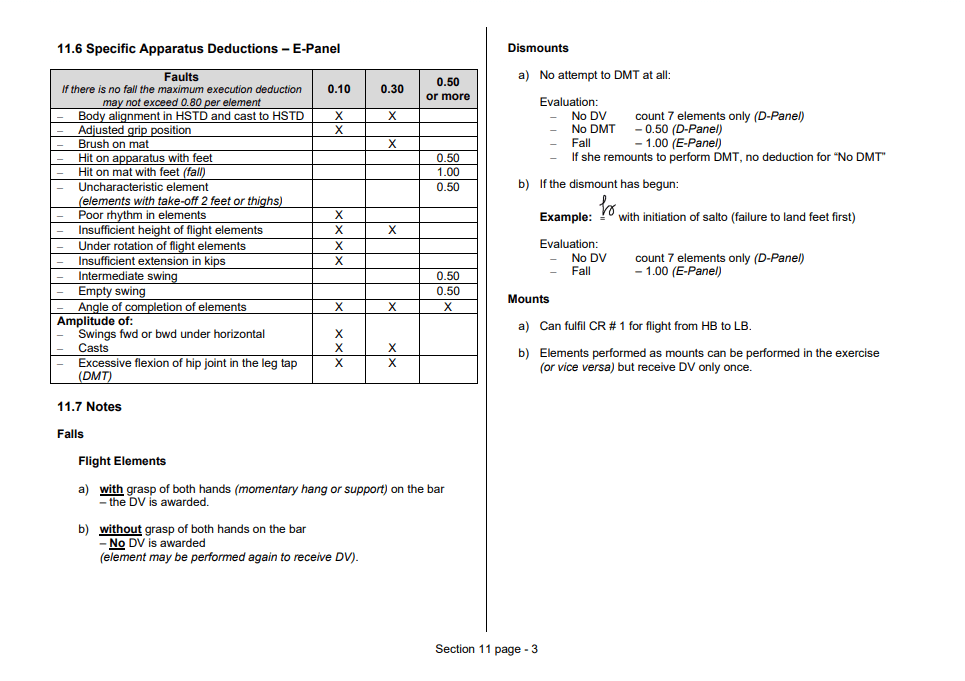 11.6 Specific Apparatus Deductions – E-Panel
Faults
If there is no fall the maximum execution deduction
may not exceed 0.80 per element
0.10
0.30
0.50
or more
– Body alignment in HSTD and cast to HSTD X X
– Adjusted grip position X
– Brush on mat X
– Hit on apparatus with feet 0.50
– Hit on mat with feet (fall) 1.00
– Uncharacteristic element 0.50
(elements with take-off 2 feet or thighs)
– Poor rhythm in elements X
– Insufficient height of flight elements X X
– Under rotation of flight elements X
– Insufficient extension in kips X
– Intermediate swing 0.50
– Empty swing 0.50
– Angle of completion of elements X X X
Amplitude of:
– Swings fwd or bwd under horizontal X
– Casts X X
– Excessive flexion of hip joint in the leg tap X X
(DMT)
11.7 Notes
Falls
Flight Elements
a) with grasp of both hands (momentary hang or support) on the bar
– the DV is awarded.
b) without grasp of both hands on the bar
– No DV is awarded
(element may be performed again to receive DV).
Dismounts
a) No attempt to DMT at all:
Evaluation:
– No DV count 7 elements only (D-Panel)
– No DMT – 0.50 (D-Panel)
– Fall – 1.00 (E-Panel)
– If she remounts to perform DMT, no deduction for “No DMT”
b) If the dismount has begun:
Example: with initiation of salto (failure to land feet first)
Evaluation:
– No DV count 7 elements only (D-Panel)
– Fall – 1.00 (E-Panel)
Mounts
a) Can fulfil CR # 1 for flight from HB to LB.
b) Elements performed as mounts can be performed in the exercise
(or vice versa) but receive DV only once.
Section 11 page - 3